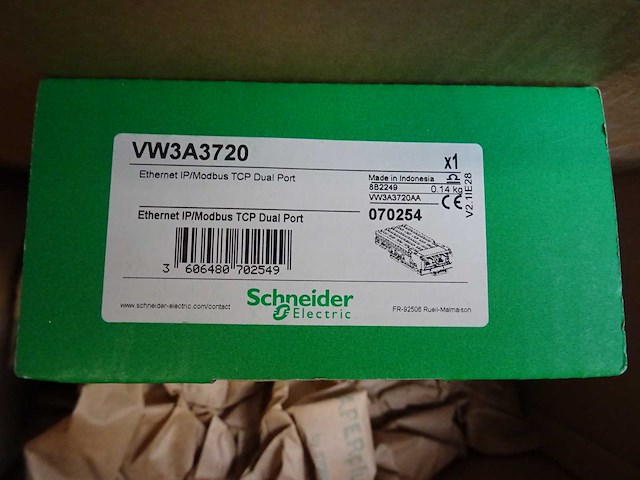 VW3A3720
x1
Ethernet IP/Modbus TCP Dual Port
Made in Indonesia
8B2249 0.14 kg
VW3A3720AA
CE
V2.1IE28
Ethernet IP/Modbus TCP Dual Port
070254
3 606480 702549
www.schneider-electric.com/contact
Schneider
Electric
FR-92506 Rueil-Malmaison